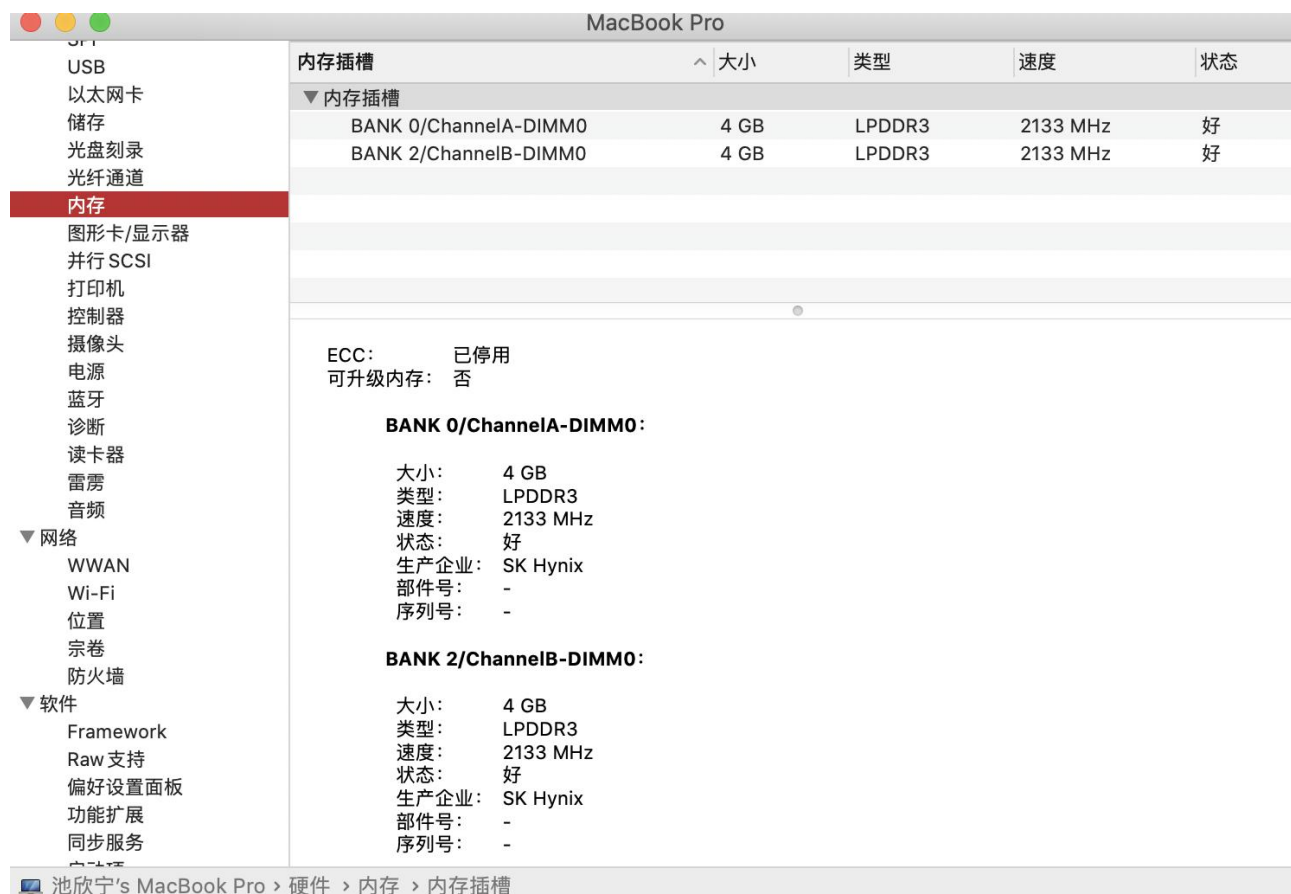 MacBook Pro
SPI
USB
以太网卡
储存
光盘刻录
光纤通道
内存
图形卡/显示器
并行 SCSI
打印机
控制器
摄像头
电源
蓝牙
诊断
读卡器
雷雳
音频
网络
WWAN
Wi-Fi
位置
宗卷
防火墙
软件
Framework
Raw 支持
偏好设置面板
功能扩展
同步服务
内存插槽 大小 类型 速度 状态
内存插槽
BANK 0/ChannelA-DIMM0 4 GB LPDDR3 2133 MHz 好
BANK 2/ChannelB-DIMM0 4 GB LPDDR3 2133 MHz 好
ECC： 已停用
可升级内存： 否
BANK 0/ChannelA-DIMM0：
大小： 4 GB
类型： LPDDR3
速度： 2133 MHz
状态： 好
生产企业： SK Hynix
部件号： -
序列号： -
BANK 2/ChannelB-DIMM0：
大小： 4 GB
类型： LPDDR3
速度： 2133 MHz
状态： 好
生产企业： SK Hynix
部件号： -
序列号： -
池欣宁's MacBook Pro › 硬件 › 内存 › 内存插槽